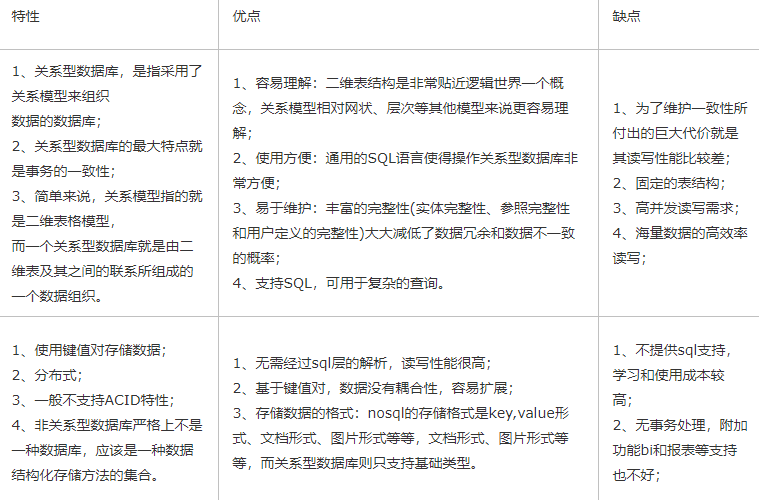 特性
优点
缺点
1、关系型数据库，是指采用了
关系模型来组织
数据的数据库；
2、关系型数据库的最大特点就
是事务的一致性；
3、简单来说，关系模型指的就
是二维表格模型，
而一个关系型数据库就是由二
维表及其之间的联系所组成的
一个数据组织。
1、容易理解：二维表结构是非常贴近逻辑世界一个概
念，关系模型相对网状、层次等其他模型来说更容易理
解；
2、使用方便：通用的SQL语言使得操作关系型数据库非
常方便；
3、易于维护：丰富的完整性(实体完整性、参照完整性
和用户定义的完整性)大大减低了数据冗余和数据不一致
的概率；
4、支持SQL，可用于复杂的查询。
1、为了维护一致性所
付出的巨大代价就是
其读写性能比较差；
2、固定的表结构；
3、高并发读写需求；
4、海量数据的高效率
读写；
1、使用键值对存储数据；
2、分布式；
3、一般不支持ACID特性；
4、非关系型数据库严格上不是
一种数据库，应该是一种数据
结构化存储方法的集合。
1、无需经过sql层的解析，读写性能很高；
2、基于键值对，数据没有耦合性，容易扩展；
3、存储数据的格式：nosql的存储格式是key,value形
式、文档形式、图片形式等等，文档形式、图片形式等
等，而关系型数据库则只支持基础类型。
1、不提供sql支持，
学习和使用成本较
高；
2、无事务处理，附加
功能bi和报表等支持
也不好；